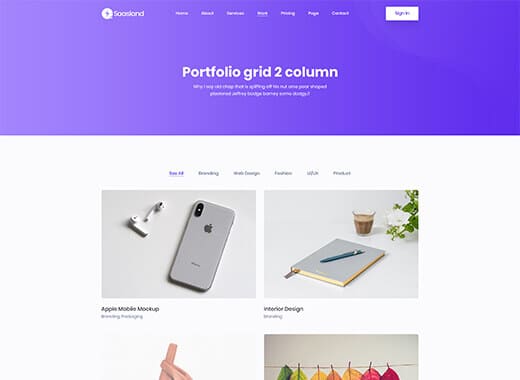 Saasland
Home About Services Work Pricing Page Contact
Sign In
Portfolio grid 2 column
Why I say old chap that is spiffing off his nut arse pear shaped
plastered Jeffrey bodge barney some dodgy.!!
See All Branding Web Design Fashion UI/UX Product
iPhone
Apple Mobile Mockup
Branding, Packaging
Interior Design
Branding